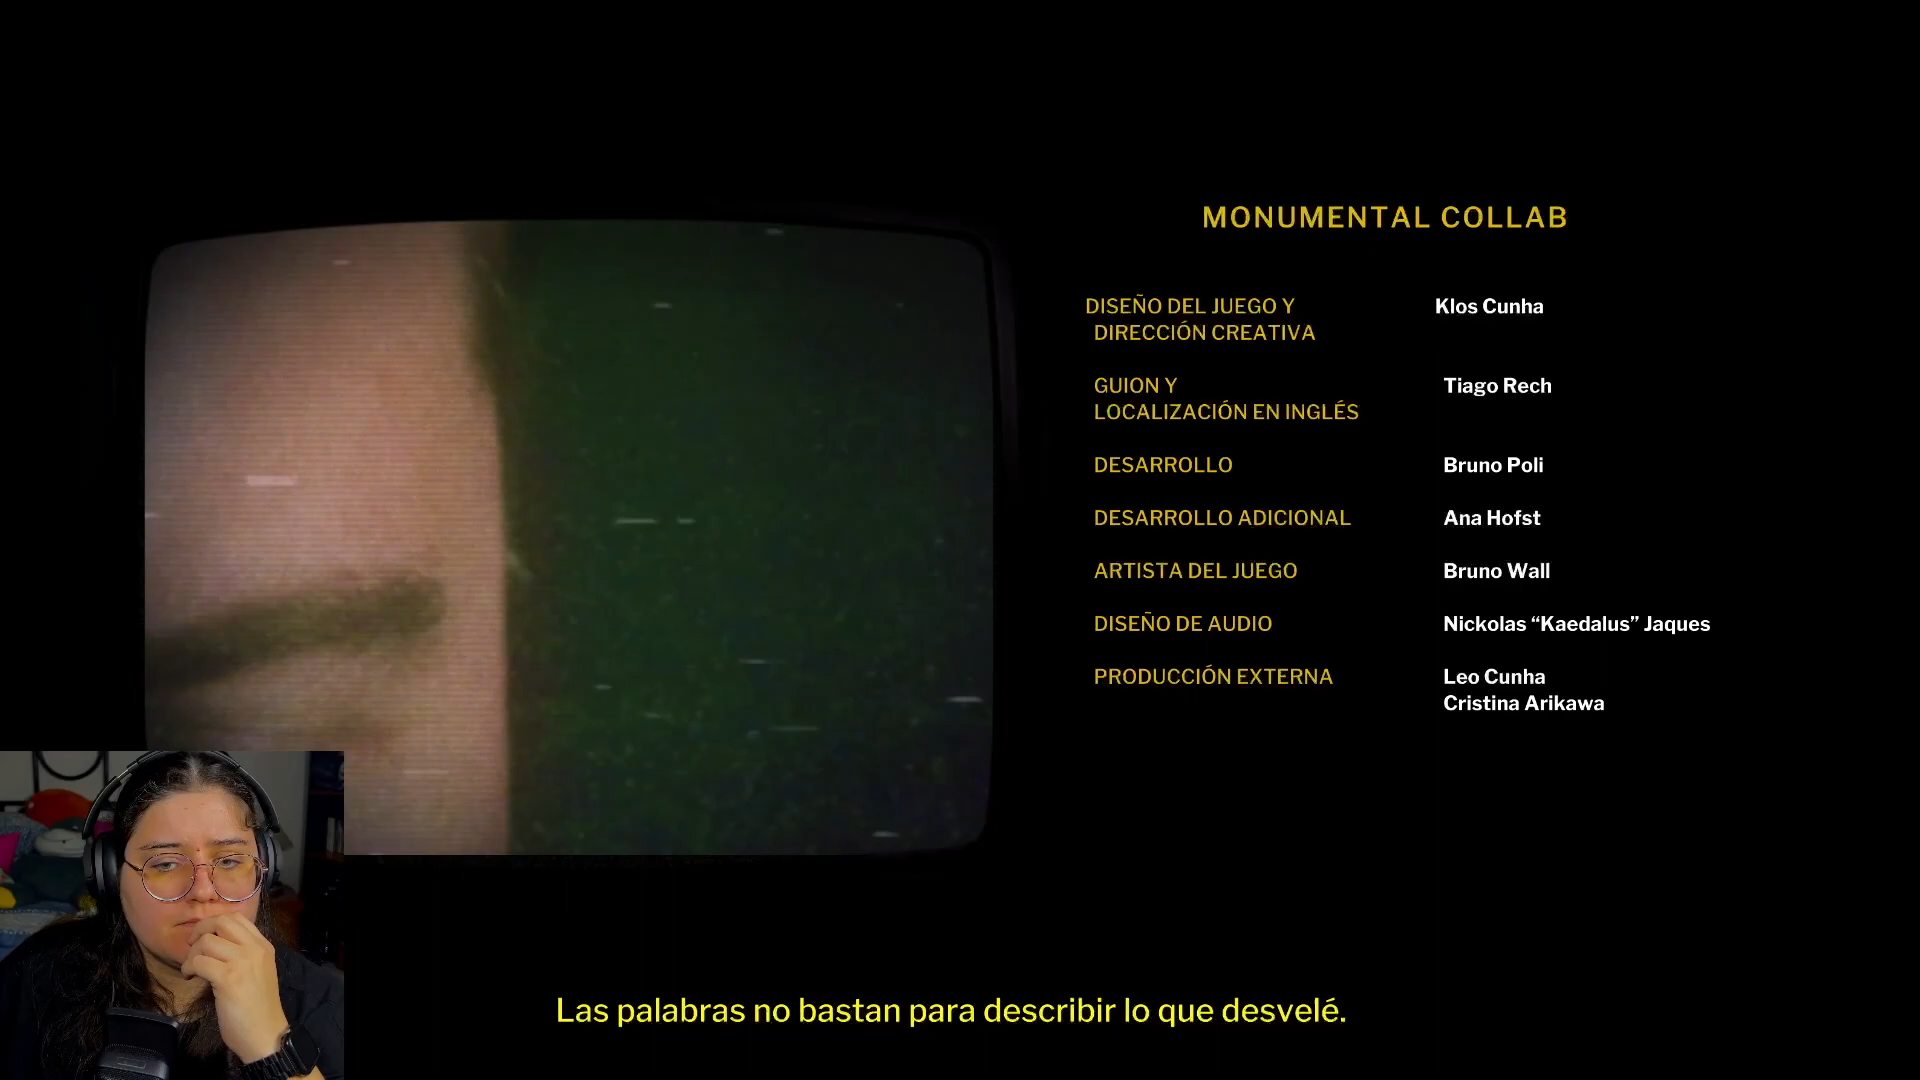 MONUMENTAL COLLAB
DISEÑO DEL JUEGO Y Klos Cunha
DIRECCIÓN CREATIVA
GUION Y Tiago Rech
LOCALIZACIÓN EN INGLÉS
DESARROLLO Bruno Poli
DESARROLLO ADICIONAL Ana Hofst
ARTISTA DEL JUEGO Bruno Wall
DISEÑO DE AUDIO Nickolas “Kaedalus” Jaques
PRODUCCIÓN EXTERNA Leo Cunha
Cristina Arikawa
Las palabras no bastan para describir lo que desvelé.